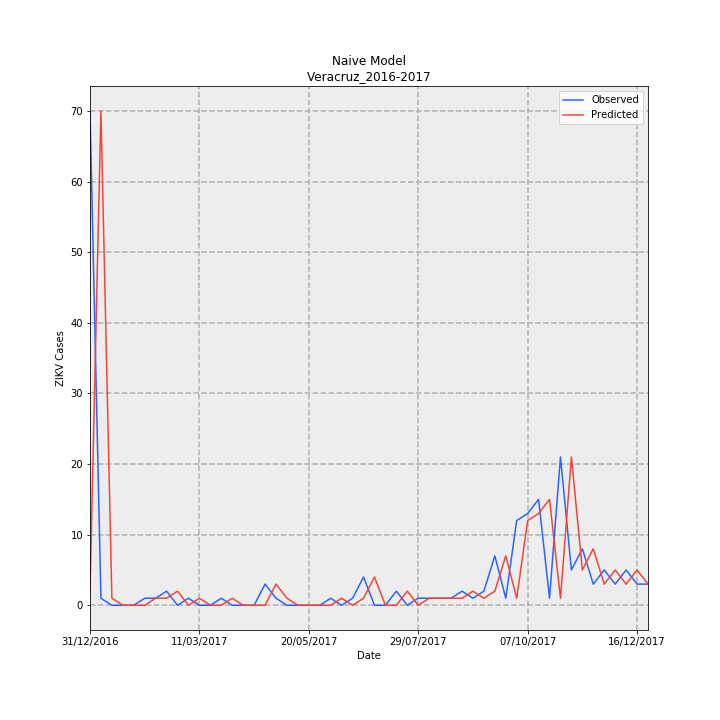 Naive Model
Veracruz_2016-2017
Observed
Predicted
70
60
50
40
30
20
10
0
ZIKV Cases
31/12/2016 11/03/2017 20/05/2017 29/07/2017 07/10/2017 16/12/2017
Date